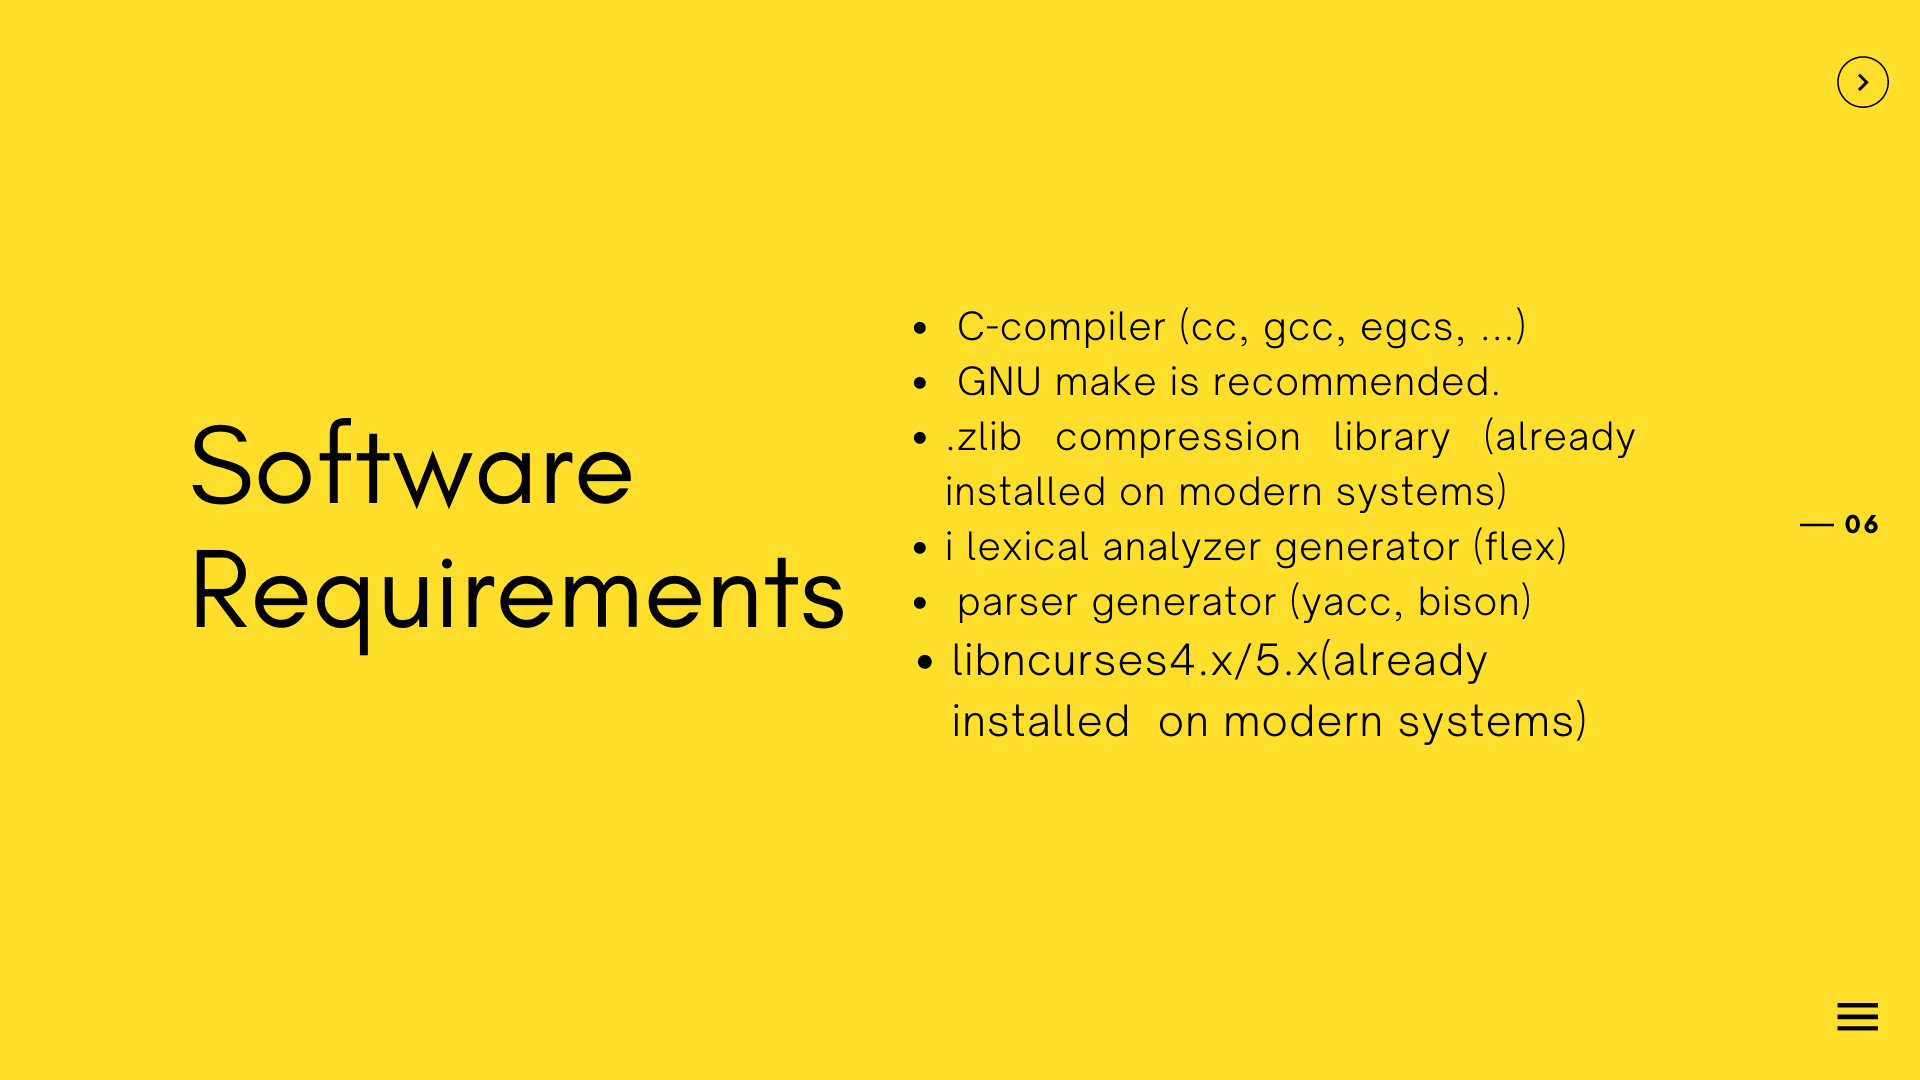 Software
Requirements
• C-compiler (cc, gcc, egcs, ...)
• GNU make is recommended.
• .zlib compression library (already
installed on modern systems)
• i lexical analyzer generator (flex)
• parser generator (yacc, bison)
• libncurses4.x/5.x(already
installed on modern systems)
— 06